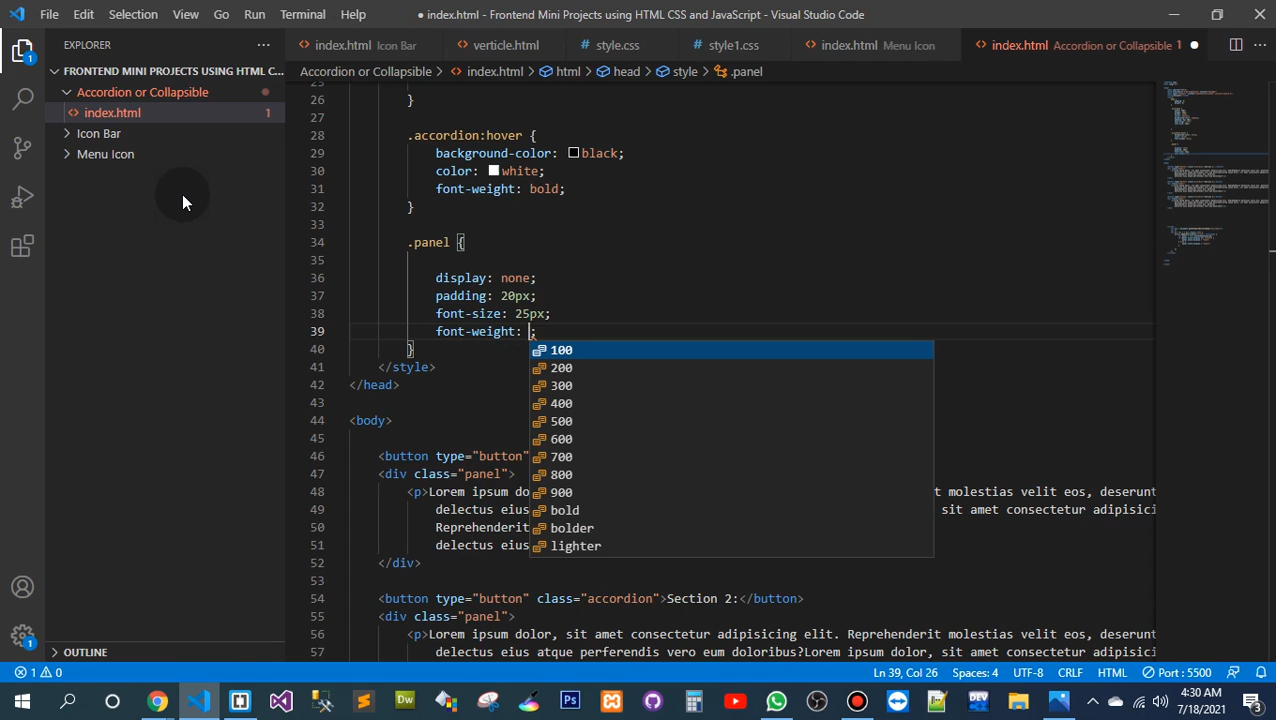 File Edit Selection View Go Run Terminal Help
● index.html - Frontend Mini Projects using HTML CSS and JavaScript - Visual Studio Code
EXPLORER
index.html Icon Bar
verticle.html
style.css
style1.css
index.html Menu Icon
index.html Accordion or Collapsible 1
FRONTEND MINI PROJECTS USING HTML C...
Accordion or Collapsible > index.html > html > head > style > .panel
Accordion or Collapsible
index.html 1
Icon Bar
Menu Icon
25
26 }
27
28 .accordion:hover {
29 background-color: black;
30 color: white;
31 font-weight: bold;
32 }
33
34 .panel {
35
36 display: none;
37 padding: 20px;
38 font-size: 25px;
39 font-weight: ;
40 }
41 </style>
42 </head>
43
44 <body>
45
46 <button type="button"
47 <div class="panel">
48 <p>Lorem ipsum do t molestias velit eos, deserunt
49 delectus eius sit amet consectetur adipisici
50 Reprehenderit
51 delectus eius
52 </div>
53
54 <button type="button" class="accordion">Section 2:</button>
55 <div class="panel">
56 <p>Lorem ipsum dolor, sit amet consectetur adipisicing elit. Reprehenderit molestias velit eos, deserunt
57 delectus eius atque perferendis vero eum doloribus?Lorem ipsum dolor, sit amet consectetur adipisici
100
200
300
400
500
600
700
800
900
bold
bolder
lighter
OUTLINE
1 0
Ln 39, Col 26 Spaces: 4 UTF-8 CRLF HTML Port : 5500
4:30 AM
7/18/2021